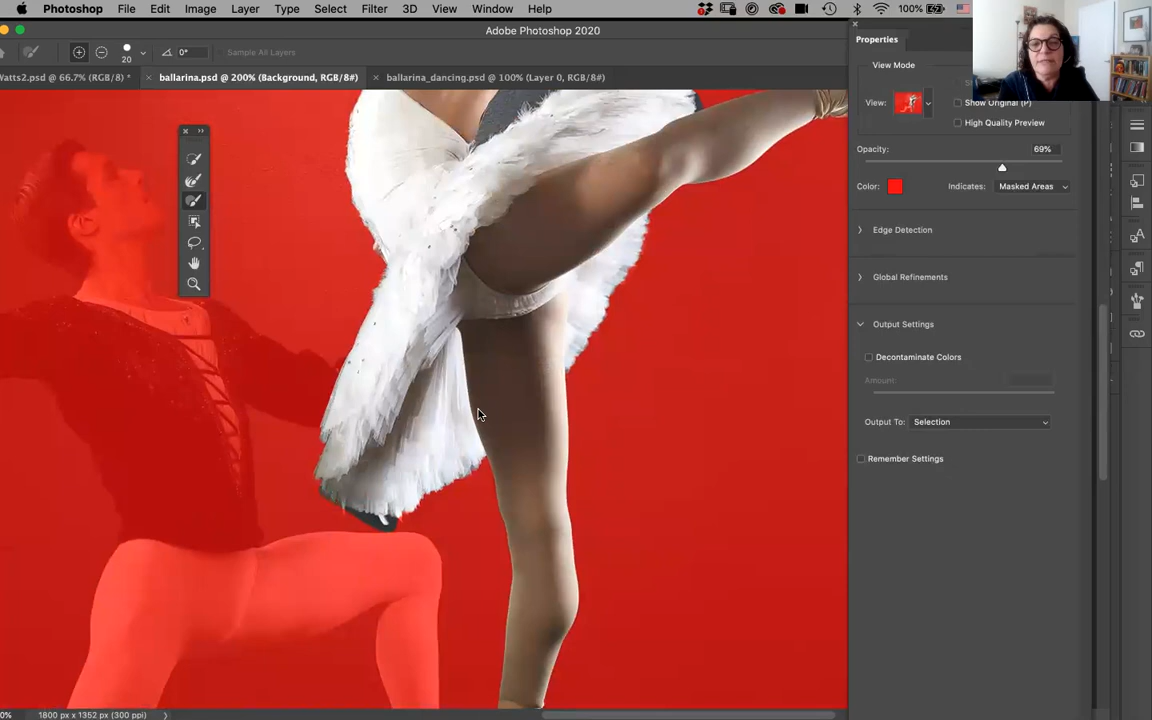 Photoshop File Edit Image Layer Type Select Filter 3D View Window Help 100%
Adobe Photoshop 2020
20 0° Sample All Layers
Watts2.psd @ 66.7% (RGB/8) * ballarina.psd @ 200% (Background, RGB/8#) ballarina_dancing.psd @ 100% (Layer 0, RGB/8#)
Properties
View Mode
View: Show Original (P)
High Quality Preview
Opacity: 69%
Color: Indicates: Masked Areas
Edge Detection
Global Refinements
Output Settings
Decontaminate Colors
Amount:
Output To: Selection
Remember Settings
0% 1800 px x 1352 px (300 ppi)